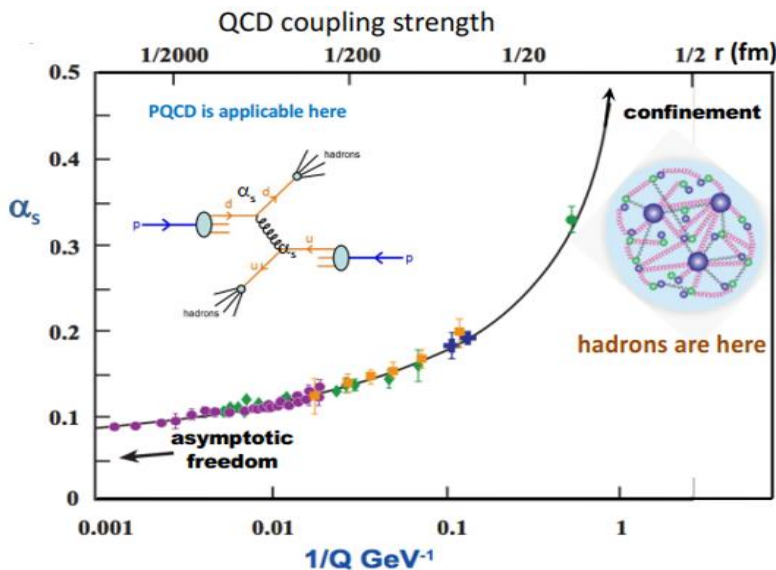 QCD coupling strength
1/2000 1/200 1/20 1/2 r (fm)
0.5
PQCD is applicable here
confinement
hadrons
0.4
αs
d d
αs
p
0.3
αs u
p
u
hadrons
0.2
hadrons are here
0.1
asymptotic
freedom
0
0.001 0.01 0.1 1
1/Q GeV⁻¹